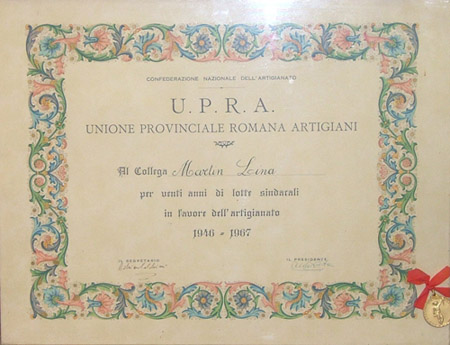 CONFEDERAZIONE NAZIONALE DELL'ARTIGIANATO
U.P.R.A.
UNIONE PROVINCIALE ROMANA ARTIGIANI
Al Collega Martin Lina
per venti anni di lotte sindacali
in favore dell'artigianato
1946 - 1967
IL SEGRETARIO
IL PRESIDENTE